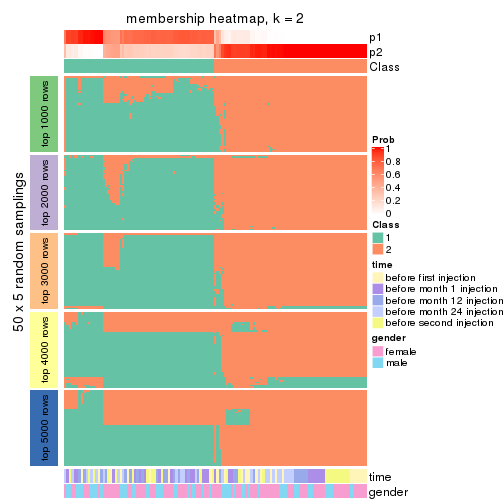 membership heatmap, k = 2
p1
p2
Class
50 x 5 random samplings
top 1000 rows
top 2000 rows
top 3000 rows
top 4000 rows
top 5000 rows
Prob
1
0.8
0.6
0.4
0.2
0
Class
1
2
time
before first injection
before month 1 injection
before month 12 injection
before month 24 injection
before second injection
gender
female
male
time
gender